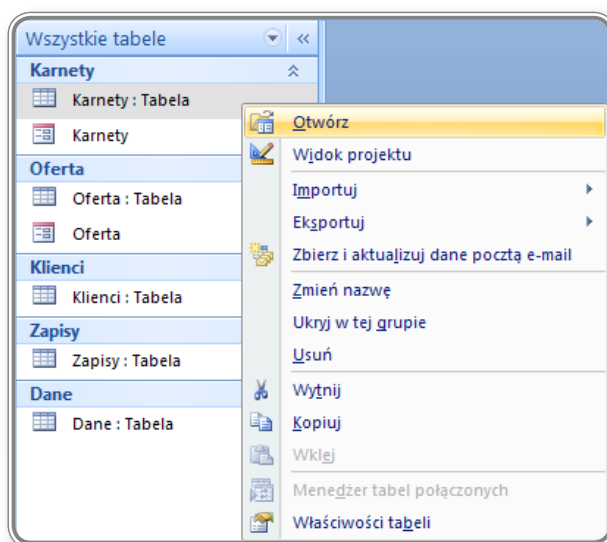 Wszystkie tabele
Karnety
Karnety : Tabela
Karnety
Oferta
Oferta : Tabela
Oferta
Klienci
Klienci : Tabela
Zapisy
Zapisy : Tabela
Dane
Dane : Tabela
Otwórz
Widok projektu
Importuj
Eksportuj
Zbierz i aktualizuj dane pocztą e-mail
Zmień nazwę
Ukryj w tej grupie
Usuń
Wytnij
Kopiuj
Wklej
Menedżer tabel połączonych
Właściwości tabeli